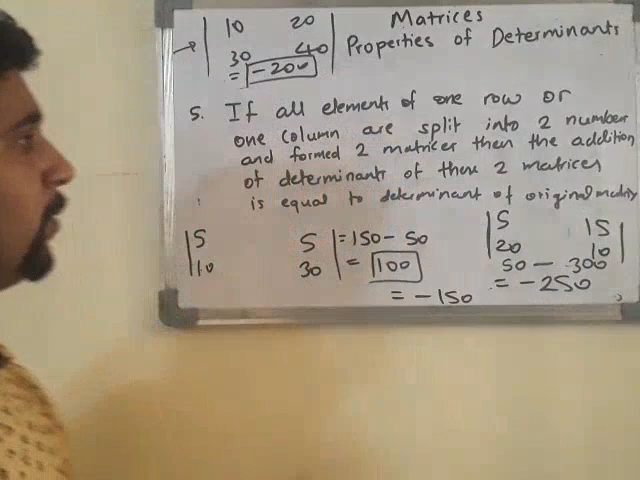 Matrices
Properties of Determinants
→ | 10 20 |
| 30 40 |
= -200
5. If all elements of one row or
one column are split into 2 number
and formed 2 matrices then the addition
of determinants of these 2 matrices
is equal to determinant of original matrix
| 5 5 | = 150 - 50
| 10 30 | = 100
| 5 15 |
| 20 10 |
50 - 300
= -150 = -250